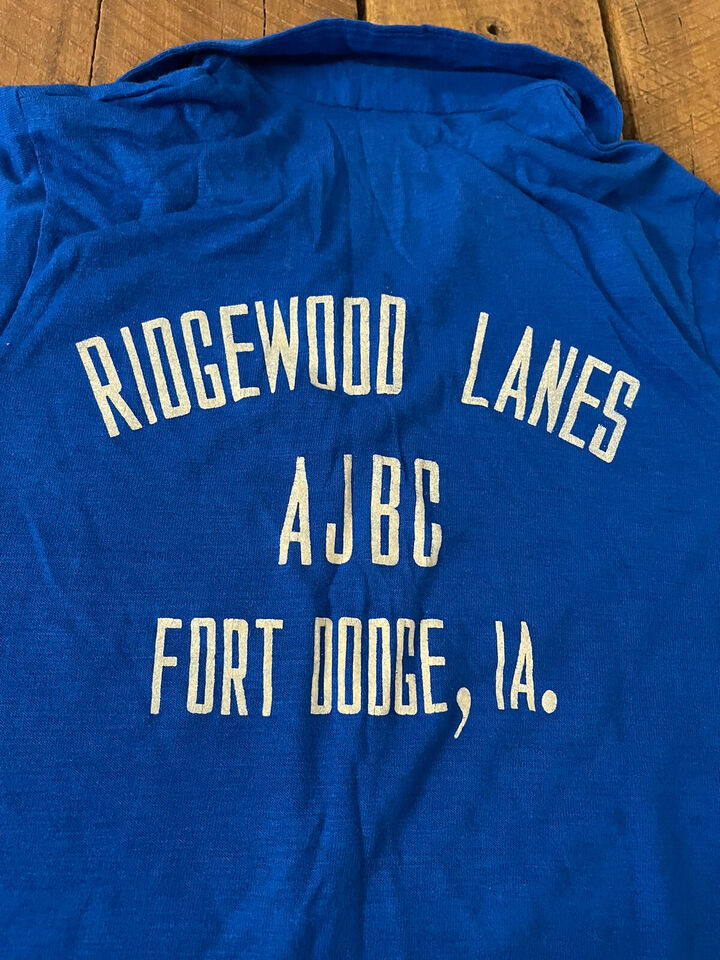 RIDGEWOOD LANES
AJBC
FORT DODGE, IA.